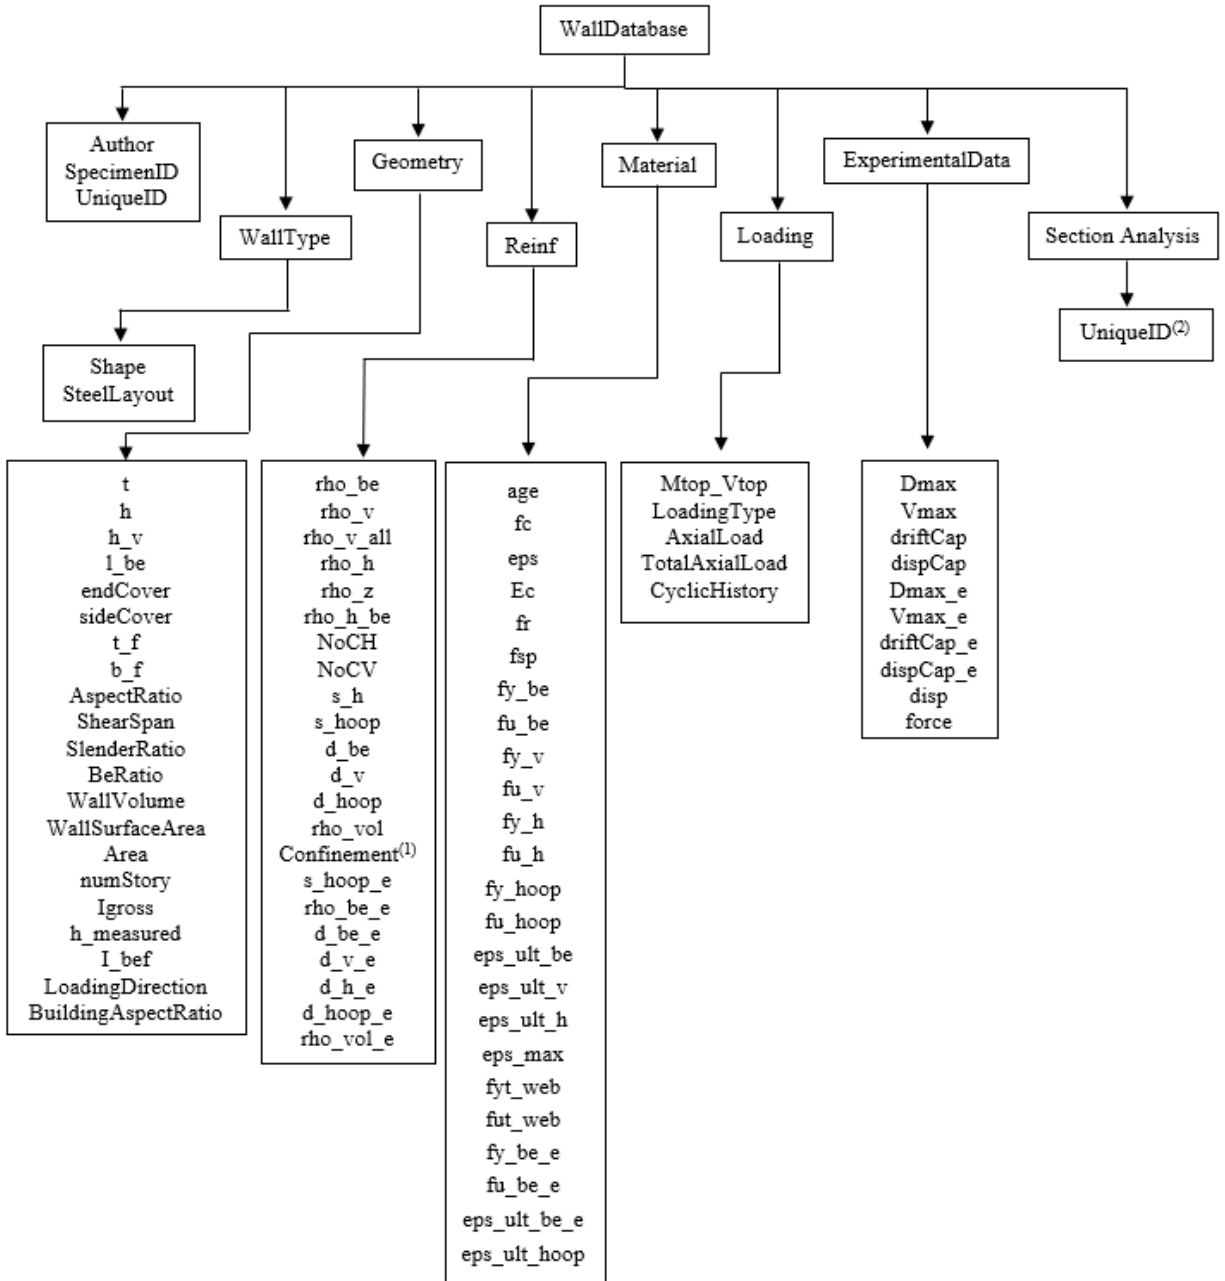 WallDatabase
Author
SpecimenID
UniqueID
WallType
Geometry
Reinf
Material
Loading
ExperimentalData
Section Analysis
UniqueID(2)
Shape
SteelLayout
t
h
h_v
l_be
endCover
sideCover
t_f
b_f
AspectRatio
ShearSpan
SlenderRatio
BeRatio
WallVolume
WallSurfaceArea
Area
numStory
Igross
h_measured
I_bef
LoadingDirection
BuildingAspectRatio
rho_be
rho_v
rho_v_all
rho_h
rho_z
rho_h_be
NoCH
NoCV
s_h
s_hoop
d_be
d_v
d_hoop
rho_vol
Confinement(1)
s_hoop_e
rho_be_e
d_be_e
d_v_e
d_h_e
d_hoop_e
rho_vol_e
age
fc
eps
Ec
fr
fsp
fy_be
fu_be
fy_v
fu_v
fy_h
fu_h
fy_hoop
fu_hoop
eps_ult_be
eps_ult_v
eps_ult_h
eps_max
fyt_web
fut_web
fy_be_e
fu_be_e
eps_ult_be_e
eps_ult_hoop
Mtop_Vtop
LoadingType
AxialLoad
TotalAxialLoad
CyclicHistory
Dmax
Vmax
driftCap
dispCap
Dmax_e
Vmax_e
driftCap_e
dispCap_e
disp
force